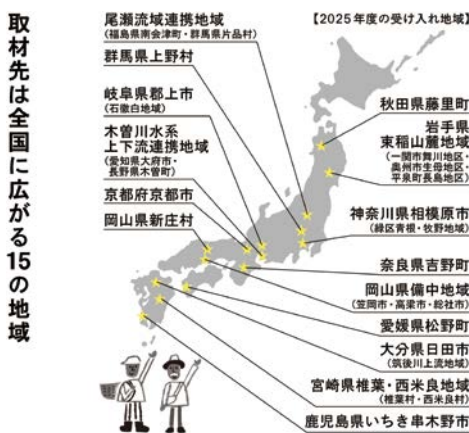 取材先は全国に広がる15の地域
【2025年度の受け入れ地域】
尾瀬流域連携地域
(福島県南会津町・群馬県片品村)
群馬県上野村
岐阜県郡上市
(石徹白地域)
木曽川水系
上下流連携地域
(愛知県大府市・
長野県木曽町)
京都府京都市
岡山県新庄村
秋田県藤里町
岩手県
束稲山麓地域
(一関市舞川地区・
奥州市生母地区・
平泉町長島地区)
神奈川県相模原市
(緑区青根・牧野地域)
奈良県吉野町
岡山県備中地域
(笠岡市・高梁市・総社市)
愛媛県松野町
大分県日田市
(筑後川上流地域)
宮崎県椎葉・西米良地域
(椎葉村・西米良村)
鹿児島県いちき串木野市